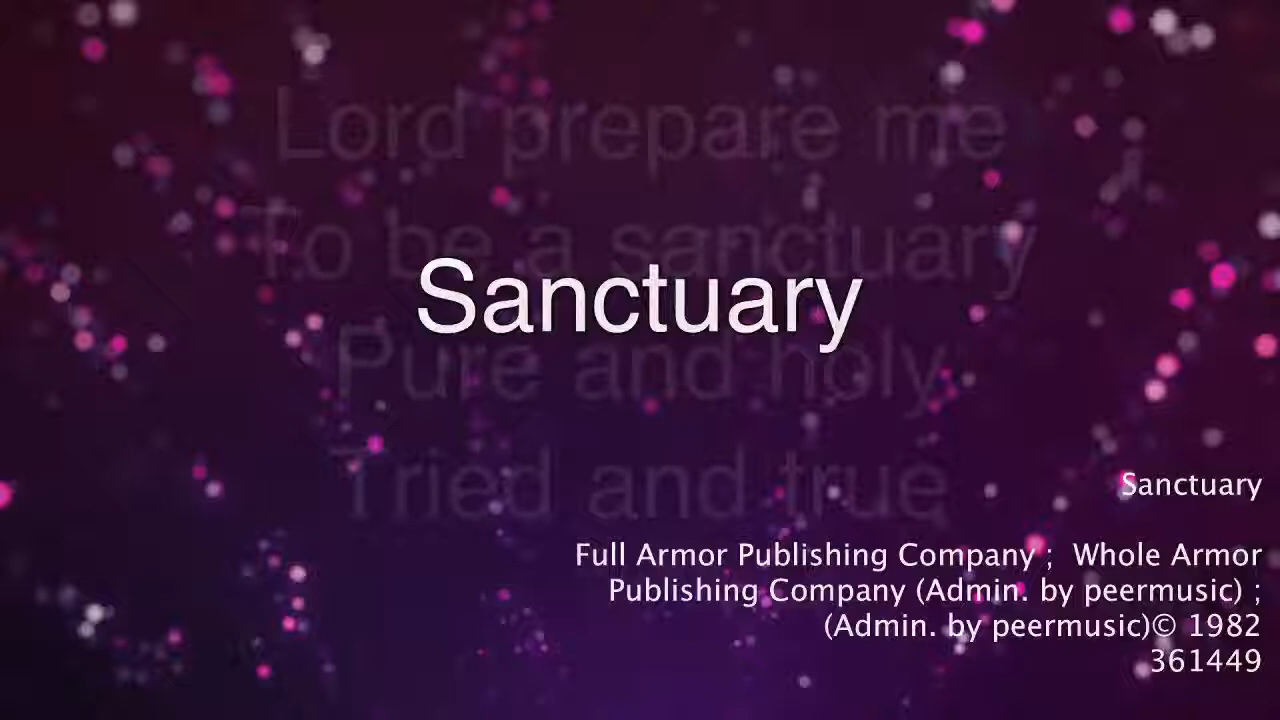 Lord prepare me
To be a sanctuary
Sanctuary
Pure and holy
Tried and true
Sanctuary
Full Armor Publishing Company ;  Whole Armor
Publishing Company (Admin. by peermusic) ;
(Admin. by peermusic)© 1982
361449